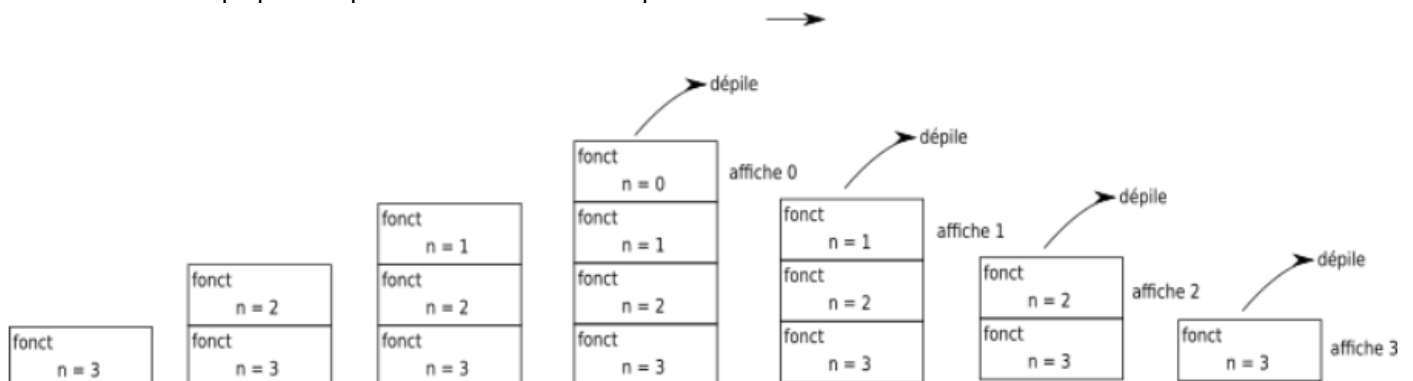 dépile
fonct
n = 0
affiche 0
dépile
fonct
n = 1
fonct
n = 1
fonct
n = 1
affiche 1
dépile
fonct
n = 2
fonct
n = 2
fonct
n = 2
fonct
n = 2
fonct
n = 2
affiche 2
dépile
fonct
n = 3
fonct
n = 3
fonct
n = 3
fonct
n = 3
fonct
n = 3
fonct
n = 3
fonct
n = 3
affiche 3